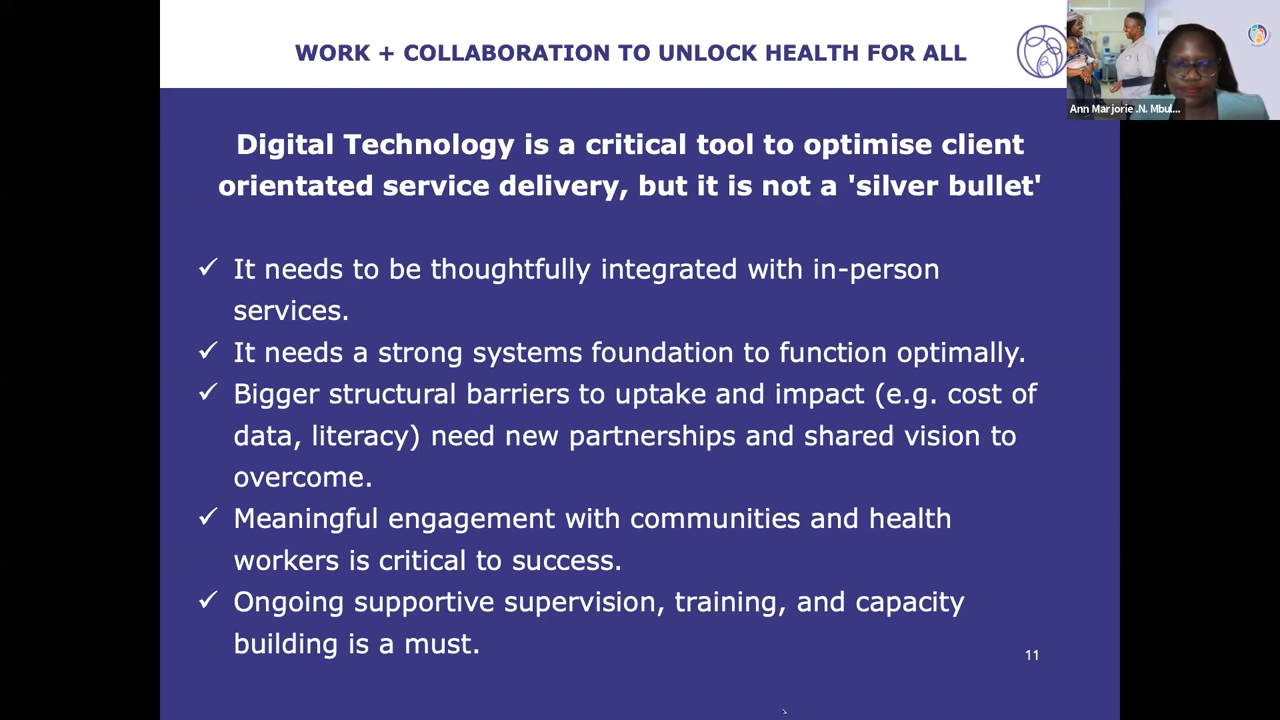 WORK + COLLABORATION TO UNLOCK HEALTH FOR ALL
Ann Marjorie .N. Mbul...
Digital Technology is a critical tool to optimise client
orientated service delivery, but it is not a 'silver bullet'
✓ It needs to be thoughtfully integrated with in-person
services.
✓ It needs a strong systems foundation to function optimally.
✓ Bigger structural barriers to uptake and impact (e.g. cost of
data, literacy) need new partnerships and shared vision to
overcome.
✓ Meaningful engagement with communities and health
workers is critical to success.
✓ Ongoing supportive supervision, training, and capacity
building is a must.
11